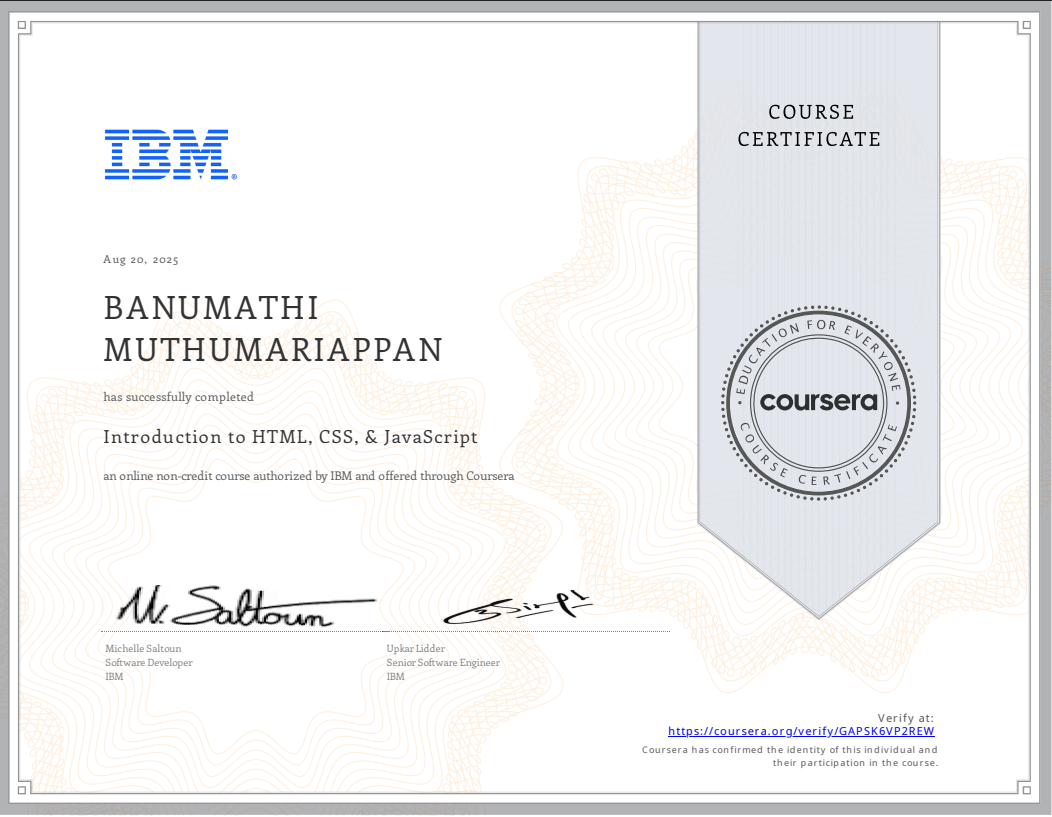 COURSE
CERTIFICATE
IBM®
Aug 20, 2025
BANUMATHI
MUTHUMARIAPPAN
has successfully completed
Introduction to HTML, CSS, & JavaScript
an online non-credit course authorized by IBM and offered through Coursera
EDUCATION FOR EVERYONE
coursera
COURSE CERTIFICATE
M. Saltoun
Michelle Saltoun
Software Developer
IBM
Upkar Lidder
Senior Software Engineer
IBM
Verify at:
https://coursera.org/verify/GAPSK6VP2REW
Coursera has confirmed the identity of this individual and
their participation in the course.